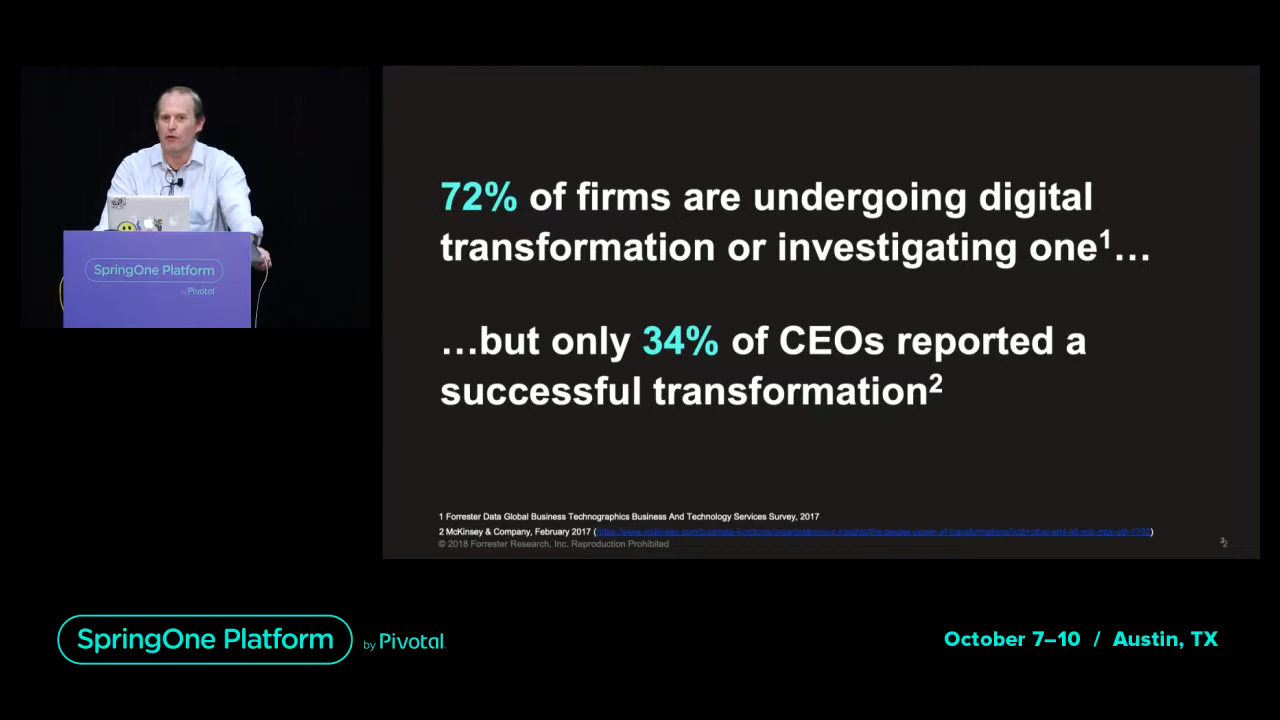 SpringOne Platform
by Pivotal
72% of firms are undergoing digital
transformation or investigating one¹…
…but only 34% of CEOs reported a
successful transformation²
1 Forrester Data Global Business Technographics Business And Technology Services Survey, 2017
2 McKinsey & Company, February 2017 (
© 2018 Forrester Research, Inc. Reproduction Prohibited
SpringOne Platform by Pivotal
October 7–10 / Austin, TX